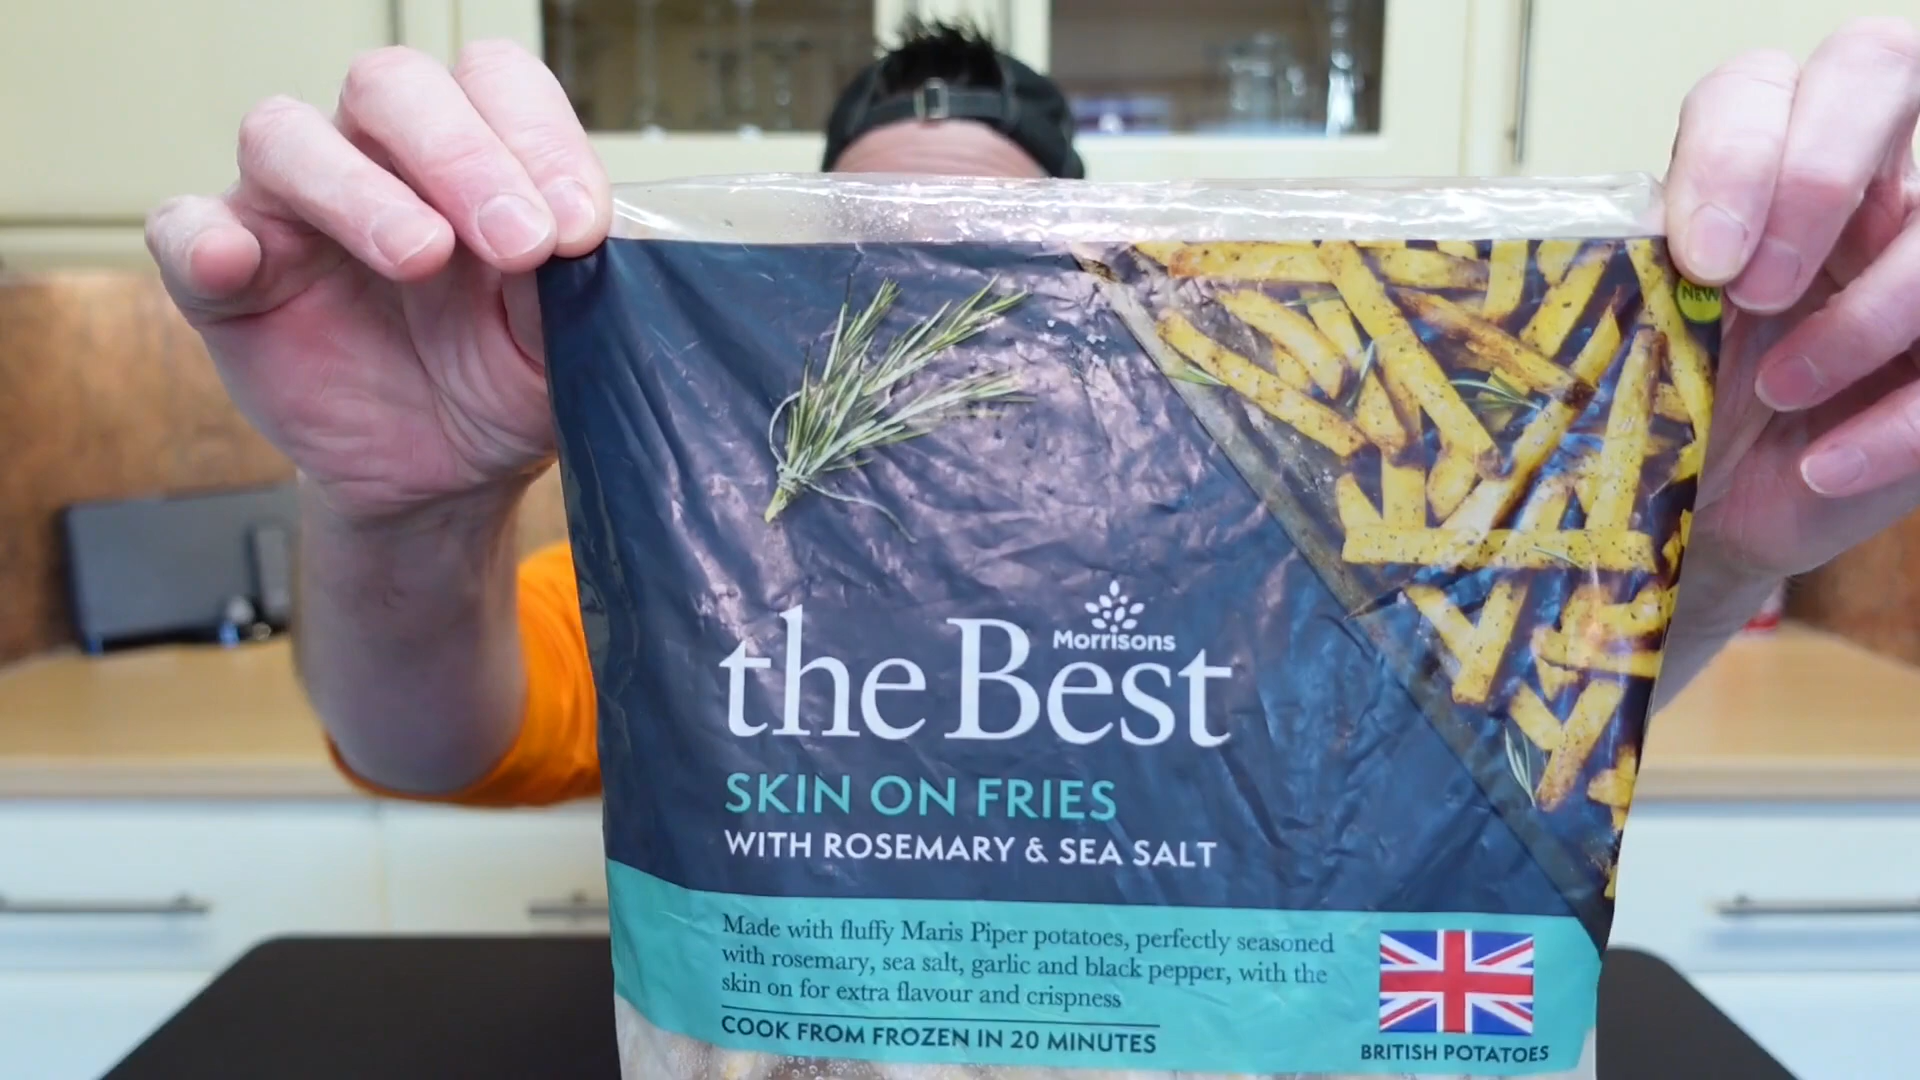 NEW
Morrisons
the Best
SKIN ON FRIES
WITH ROSEMARY & SEA SALT
Made with fluffy Maris Piper potatoes, perfectly seasoned
with rosemary, sea salt, garlic and black pepper, with the
skin on for extra flavour and crispness
COOK FROM FROZEN IN 20 MINUTES
BRITISH POTATOES